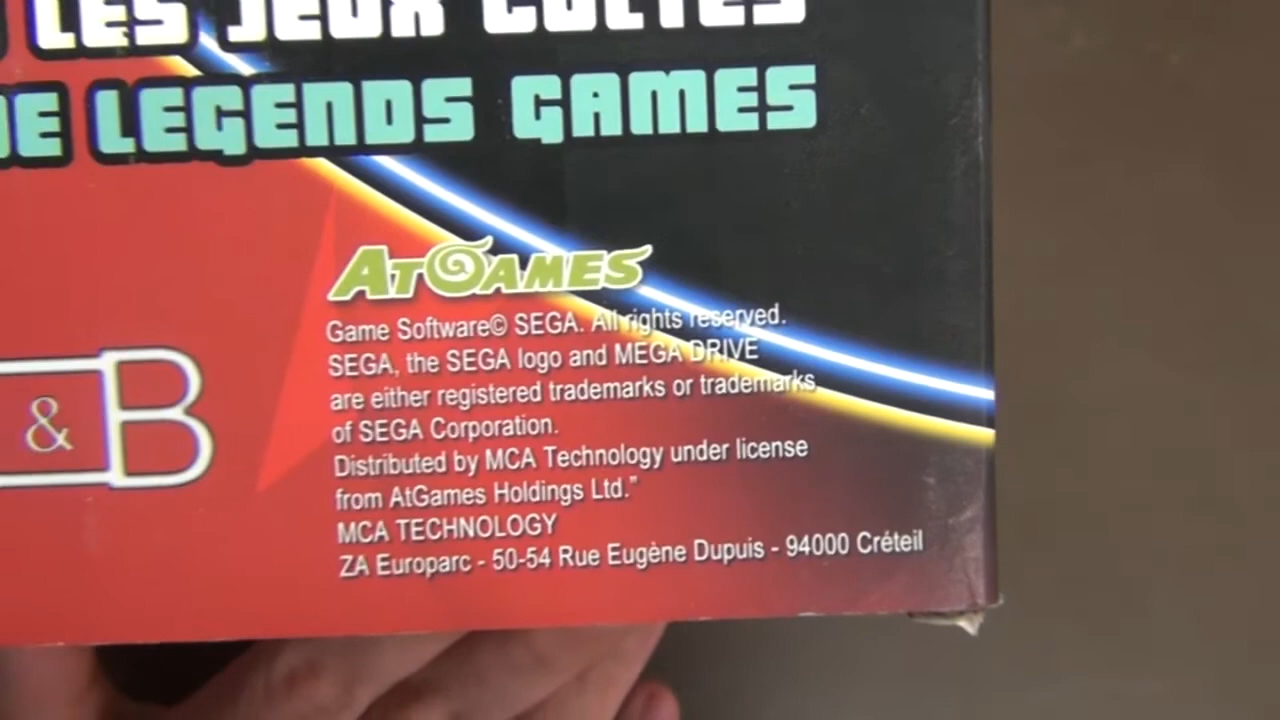 LES JEUX CULTES
LEGENDS GAMES
ATGAMES
Game Software© SEGA. All rights reserved.
SEGA, the SEGA logo and MEGA DRIVE
are either registered trademarks or trademarks
of SEGA Corporation.
& B
Distributed by MCA Technology under license
from AtGames Holdings Ltd."
MCA TECHNOLOGY
ZA Europarc - 50-54 Rue Eugène Dupuis - 94000 Créteil